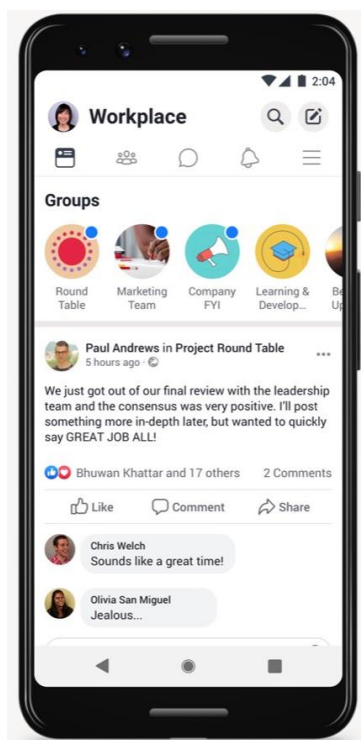 2:04
Workplace
Groups
Round
Table
Marketing
Team
Company
FYI
Learning &
Develop...
Be
Up
Paul Andrews in Project Round Table
5 hours ago ·
We just got out of our final review with the leadership
team and the consensus was very positive. I'll post
something more in-depth later, but wanted to quickly
say GREAT JOB ALL!
Bhuwan Khattar and 17 others 2 Comments
Like Comment Share
Chris Welch
Sounds like a great time!
Olivia San Miguel
Jealous...